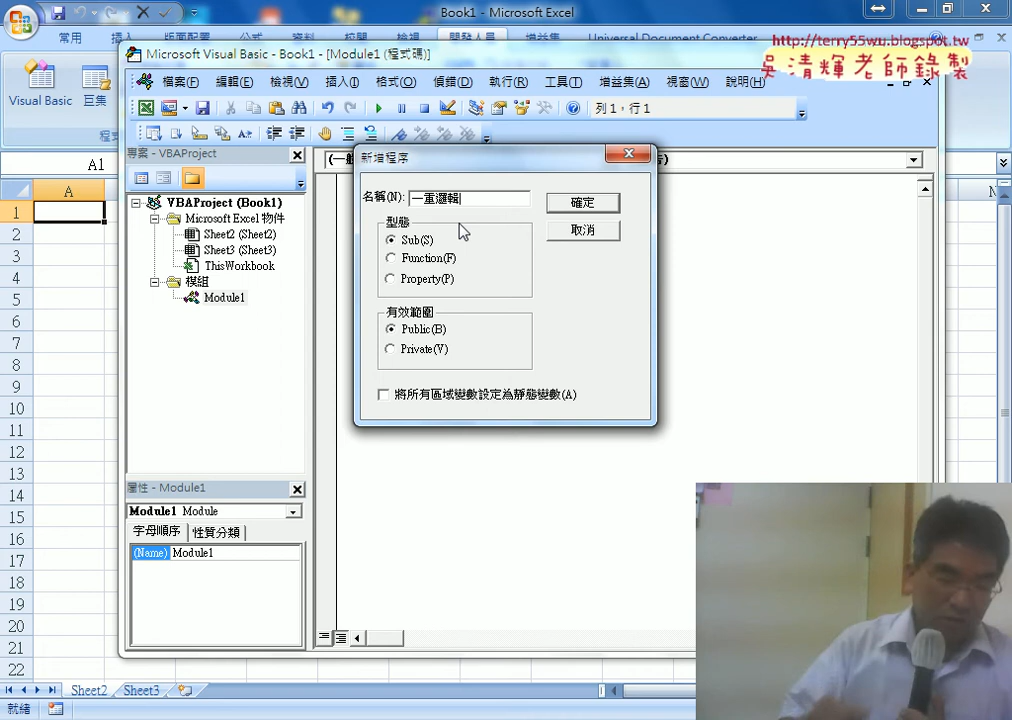 Book1 - Microsoft Excel
常用
插入
版面配置
公式
資料
校閱
檢視
開發人員
增益集
Universal Document Converter
http://terry55wu.blogspot.tw
吳清輝老師錄製
Visual Basic
巨集
Microsoft Visual Basic - Book1 - [Module1 (程式碼)]
檔案(F) 編輯(E) 檢視(V) 插入(I) 格式(O) 偵錯(D) 執行(R) 工具(T) 增益集(A) 視窗(W) 說明(H)
列 1，行 1
A1
專案 - VBAProject
VBAProject (Book1)
Microsoft Excel 物件
Sheet2 (Sheet2)
Sheet3 (Sheet3)
ThisWorkbook
模組
Module1
新增程序
名稱(N): 一重邏輯
確定
取消
型態
Sub(S)
Function(F)
Property(P)
有效範圍
Public(B)
Private(V)
將所有區域變數設定為靜態變數(A)
屬性 - Module1
Module1 Module
字母順序 性質分類
(Name) Module1
A
N
1
2
3
4
5
6
7
8
9
10
11
12
13
14
15
16
17
18
19
20
21
22
Sheet2 Sheet3
就緒